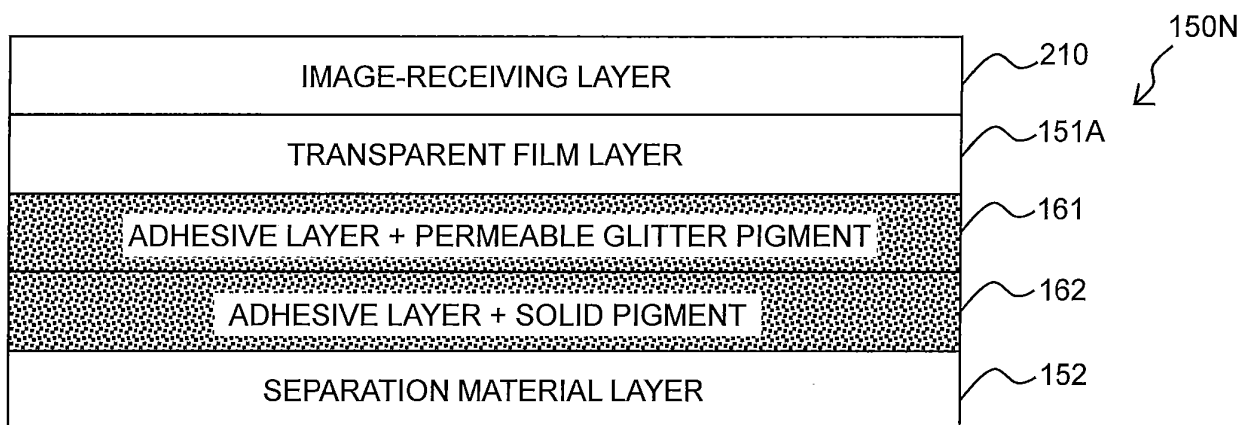 150N
IMAGE-RECEIVING LAYER 210
TRANSPARENT FILM LAYER 151A
ADHESIVE LAYER + PERMEABLE GLITTER PIGMENT 161
ADHESIVE LAYER + SOLID PIGMENT 162
SEPARATION MATERIAL LAYER 152